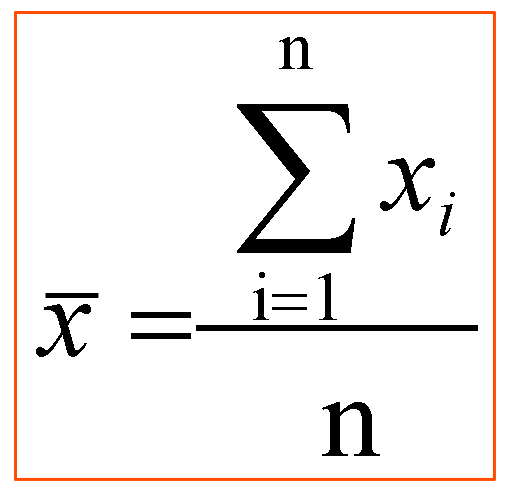 n
∑ xᵢ
i=1
x̄ =
n